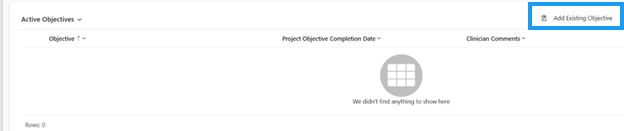 Active Objectives
Add Existing Objective
Objective
Project Objective Completion Date
Clinician Comments
We didn't find anything to show here
Rows: 0